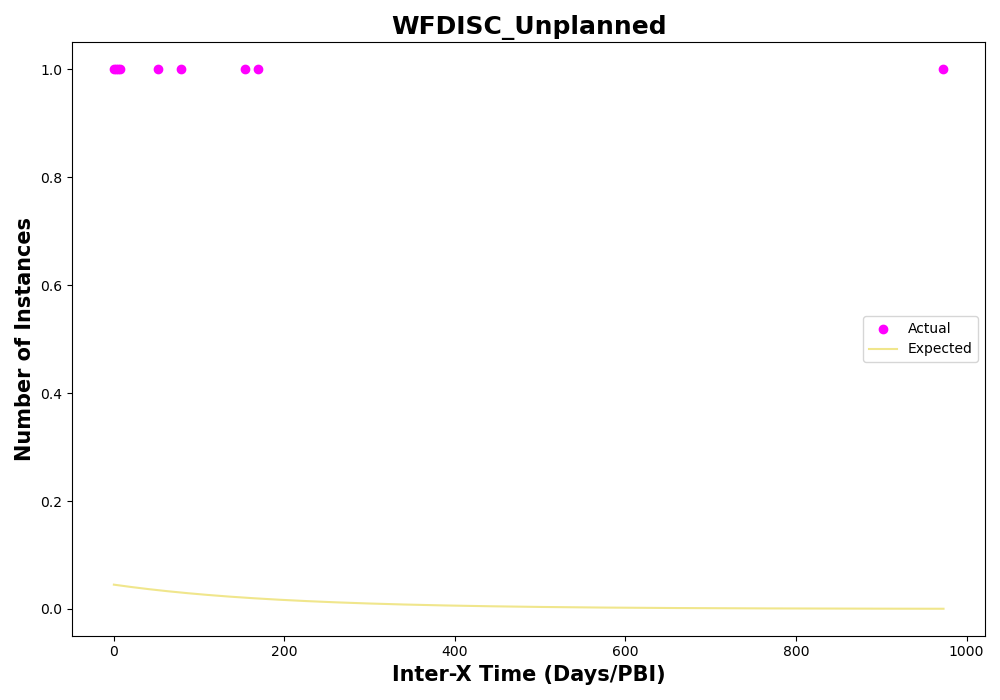 WFDISC_Unplanned
Number of Instances
1.0
0.8
0.6
0.4
0.2
0.0
Actual
Expected
0
200
400
600
800
1000
Inter-X Time (Days/PBI)